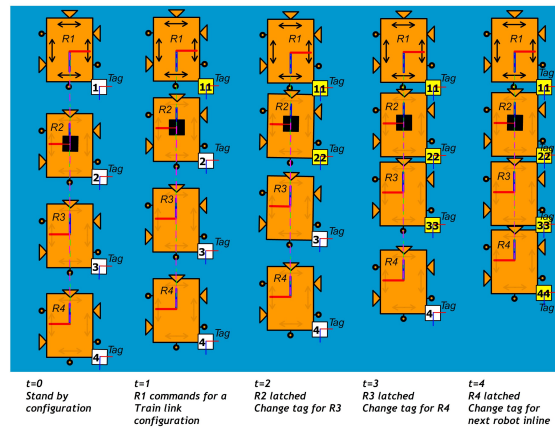 R1
Tag
1
R2
Tag
2
R3
Tag
3
R4
Tag
4
t=0
Stand by
configuration
R1
Tag
11
R2
Tag
2
R3
Tag
3
R4
Tag
4
t=1
R1 commands for a
Train link
configuration
R1
Tag
11
R2
Tag
22
R3
Tag
3
R4
Tag
4
t=2
R2 latched
Change tag for R3
R1
Tag
11
R2
Tag
22
R3
Tag
33
R4
Tag
4
t=3
R3 latched
Change tag for R4
R1
Tag
11
R2
Tag
22
R3
Tag
33
R4
Tag
44
t=4
R4 latched
Change tag for
next robot inline